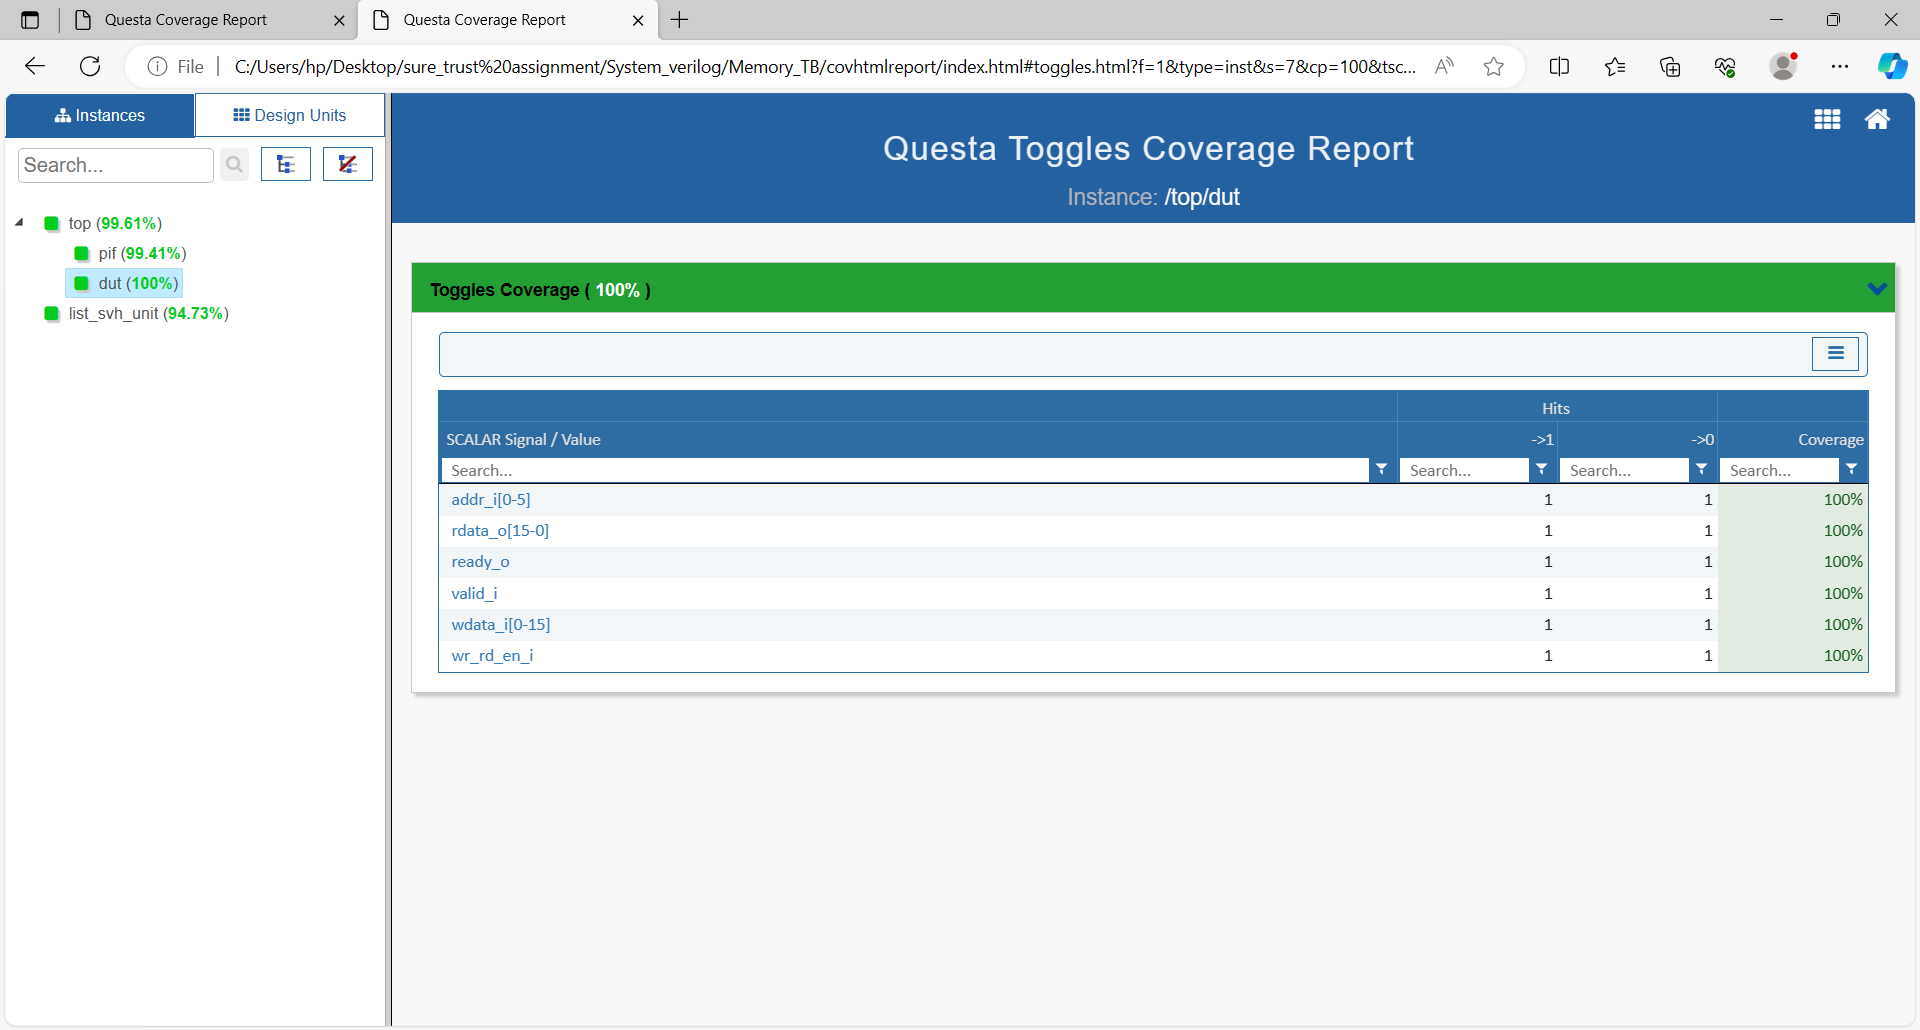 Questa Coverage Report
Questa Coverage Report
File
C:/Users/hp/Desktop/sure_trust%20assignment/System_verilog/Memory_TB/covhtmlreport/index.html#toggles.html?f=1&type=inst&s=7&cp=100&tsc...
Instances
Design Units
Search...
top (99.61%)
pif (99.41%)
dut (100%)
list_svh_unit (94.73%)
Questa Toggles Coverage Report
Instance: /top/dut
Toggles Coverage ( 100% )
Hits
SCALAR Signal / Value ->1 ->0 Coverage
Search... Search... Search... Search...
addr_i[0-5] 1 1 100%
rdata_o[15-0] 1 1 100%
ready_o 1 1 100%
valid_i 1 1 100%
wdata_i[0-15] 1 1 100%
wr_rd_en_i 1 1 100%